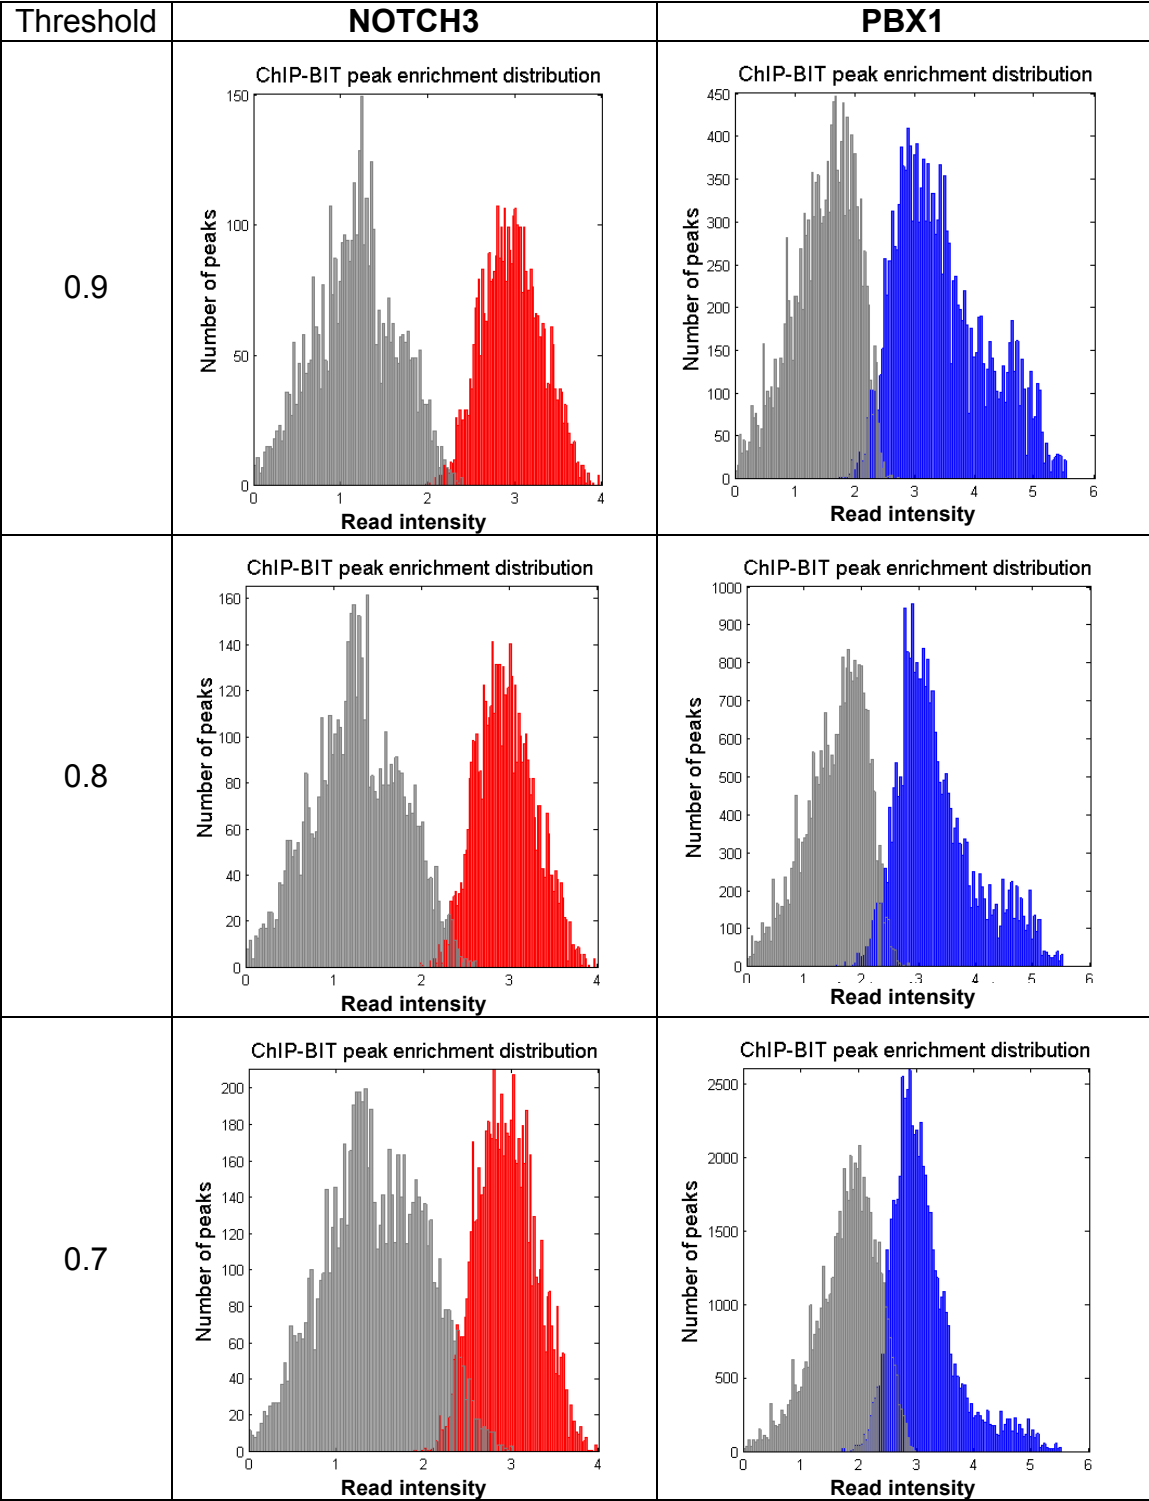 Threshold NOTCH3 PBX1
0.9
ChIP-BIT peak enrichment distribution
Number of peaks
150
100
50
0
0 1 2 3 4
Read intensity
ChIP-BIT peak enrichment distribution
Number of peaks
450
400
350
300
250
200
150
100
50
0
0 1 2 3 4 5 6
Read intensity
0.8
ChIP-BIT peak enrichment distribution
Number of peaks
160
140
120
100
80
60
40
20
0
0 1 2 3 4
Read intensity
ChIP-BIT peak enrichment distribution
Number of peaks
1000
900
800
700
600
500
400
300
200
100
0
0 1 2 3 4 5 6
Read intensity
0.7
ChIP-BIT peak enrichment distribution
Number of peaks
200
180
160
140
120
100
80
60
40
20
0
0 1 2 3 4
Read intensity
ChIP-BIT peak enrichment distribution
Number of peaks
2500
2000
1500
1000
500
0
0 1 2 3 4 5 6
Read intensity